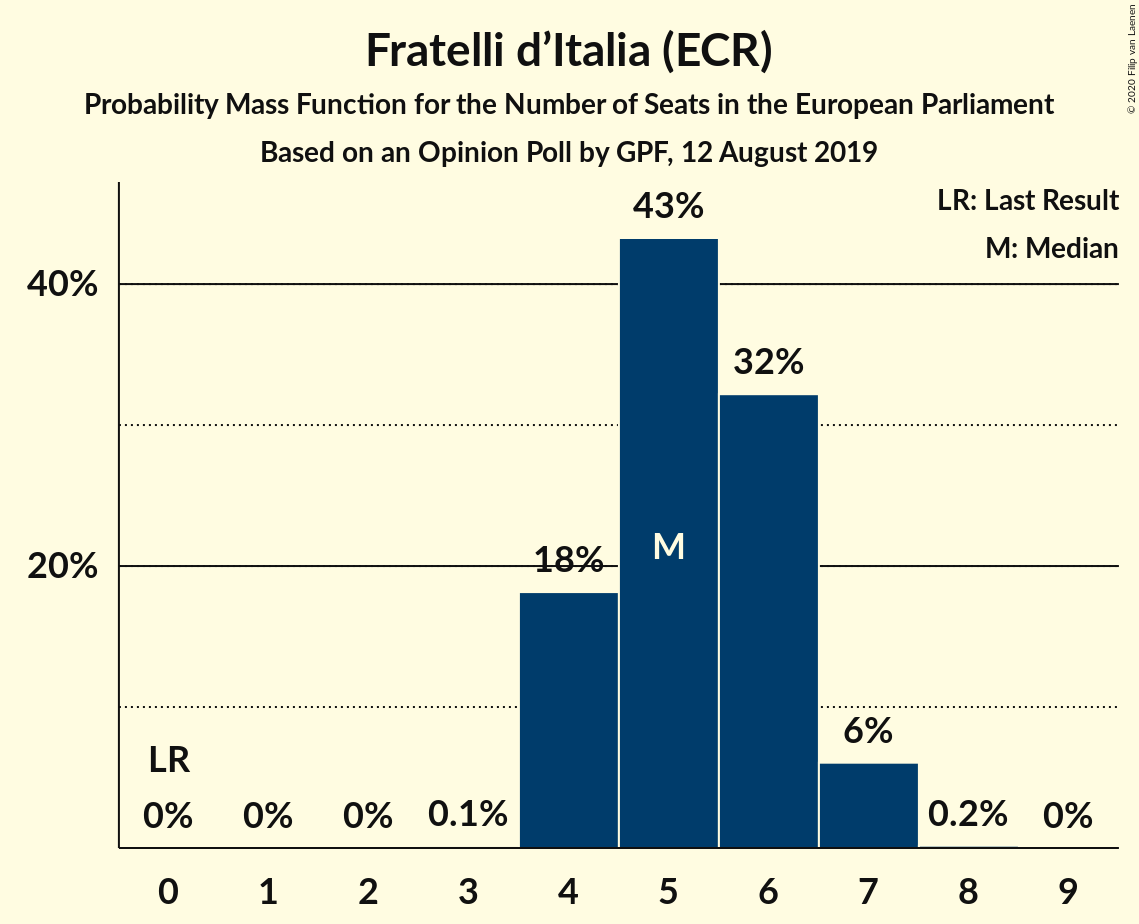 Fratelli d’Italia (ECR)
Probability Mass Function for the Number of Seats in the European Parliament
Based on an Opinion Poll by GPF, 12 August 2019
© 2020 Filip van Laenen
LR: Last Result
M: Median
43%
40%
32%
18%
M
20%
6%
LR
0% 0% 0% 0.1% 0.2% 0%
0 1 2 3 4 5 6 7 8 9